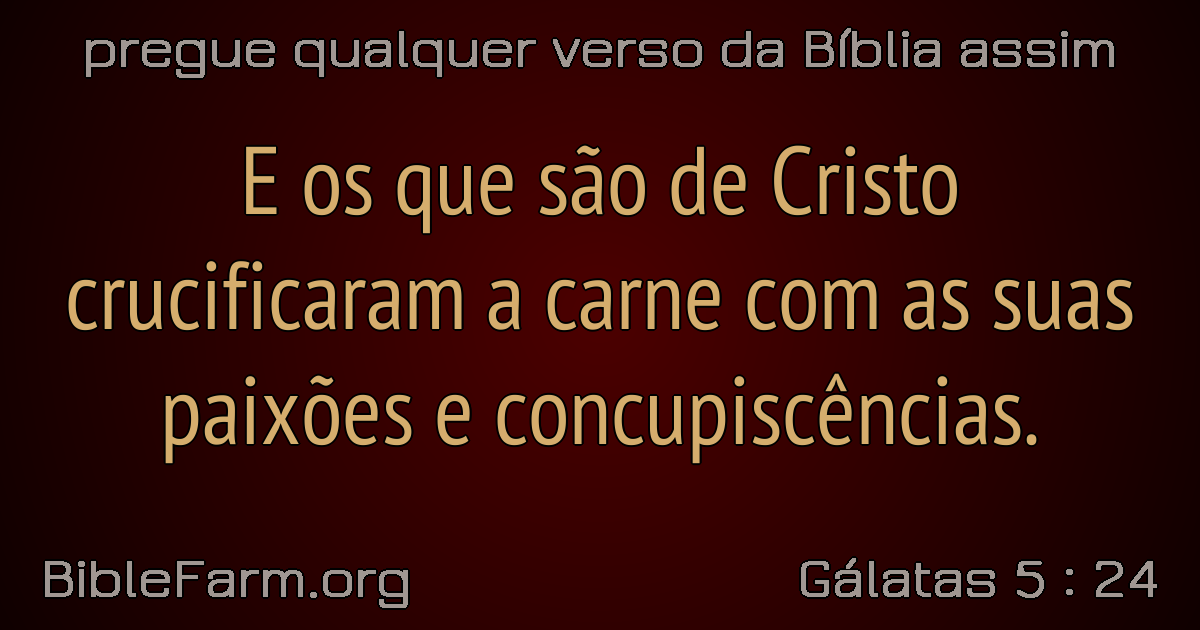 pregue qualquer verso da Bíblia assim
E os que são de Cristo
crucificaram a carne com as suas
paixões e concupiscências.
BibleFarm.org
Gálatas 5 : 24